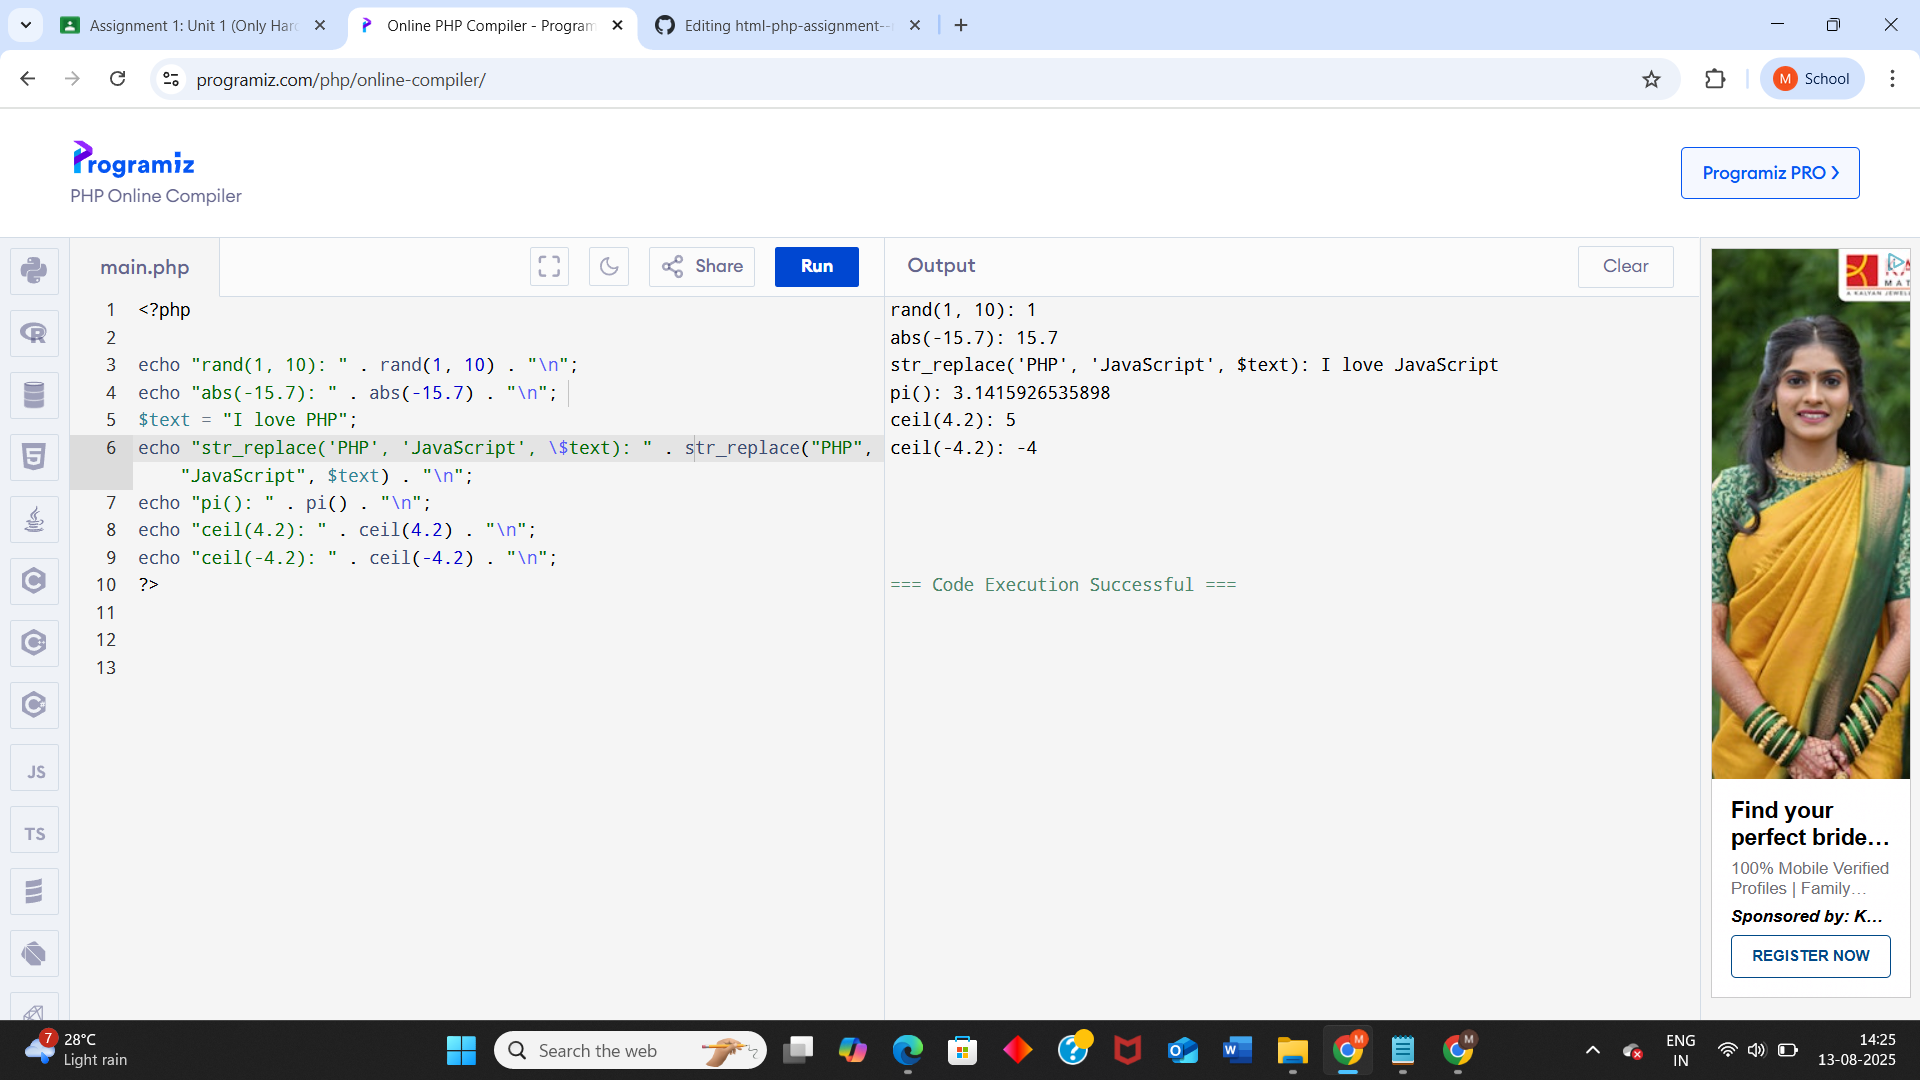 Assignment 1: Unit 1 (Only Har
Online PHP Compiler - Program
Editing html-php-assignment--
programiz.com/php/online-compiler/
M School
Programiz
PHP Online Compiler
Programiz PRO
main.php
Share
Run
Output
Clear
1 <?php
2
3 echo "rand(1, 10): " . rand(1, 10) . "\n";
4 echo "abs(-15.7): " . abs(-15.7) . "\n";
5 $text = "I love PHP";
6 echo "str_replace('PHP', 'JavaScript', \$text): " . str_replace("PHP",
"JavaScript", $text) . "\n";
7 echo "pi(): " . pi() . "\n";
8 echo "ceil(4.2): " . ceil(4.2) . "\n";
9 echo "ceil(-4.2): " . ceil(-4.2) . "\n";
10 ?>
11
12
13
rand(1, 10): 1
abs(-15.7): 15.7
str_replace('PHP', 'JavaScript', $text): I love JavaScript
pi(): 3.1415926535898
ceil(4.2): 5
ceil(-4.2): -4
=== Code Execution Successful ===
JS
TS
Find your
perfect bride...
100% Mobile Verified
Profiles | Family...
Sponsored by: K...
REGISTER NOW
7
28°C
Light rain
Search the web
ENG
IN
14:25
13-08-2025